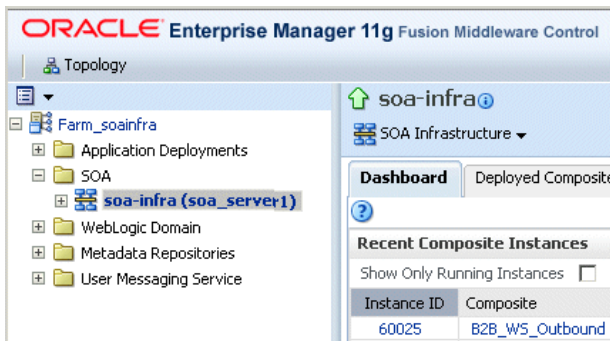 ORACLE Enterprise Manager 11g Fusion Middleware Control
Topology
Farm_soainfra
Application Deployments
SOA
soa-infra (soa_server1)
WebLogic Domain
Metadata Repositories
User Messaging Service
soa-infra
SOA Infrastructure
Dashboard Deployed Composite
Recent Composite Instances
Show Only Running Instances
Instance ID Composite
60025 B2B_WS_Outbound